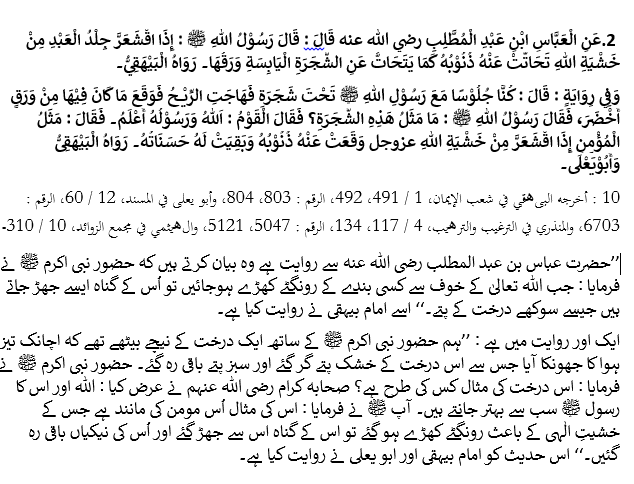 2.عَنِ الْعَبَّاسِ ابْنِ عَبْدِ الْمُطَّلِبِ رضي الله عنه قَالَ : قَالَ رَسُوْلُ اللهِ ﷺ : إِذَا اقْشَعَرَّ جِلْدُ الْعَبْدِ مِنْ
خَشْيَةِ اللهِ تَحَاتَّتْ عَنْهُ ذُنُوْبُهُ كَمَا يَتَحَاتُّ عَنِ الشَّجَرَةِ الْيَابِسَةِ وَرَقُهَا۔ رَوَاهُ الْبَيْهَقِيُّ۔
وَفِي رِوَايَةٍ : قَالَ : كُنَّا جُلُوْسًا مَعَ رَسُوْلِ اللهِ ﷺ تَحْتَ شَجَرَةٍ فَهَاجَتِ الرِّيْحُ فَوَقَعَ مَا كَانَ فِيْهَا مِنْ وَرَقٍ
أَخْضَرَ، فَقَالَ رَسُوْلُ اللهِ ﷺ : مَا مَثَلُ هَذِهِ الشَّجَرَةِ؟ فَقَالَ الْقَوْمُ : اَللهُ وَرَسُوْلُهُ أَعْلَمُ۔ فَقَالَ : مَثَلُ
الْمُؤْمِنِ إِذَا اقْشَعَرَّ مِنْ خَشْيَةِ اللهِ عزوجل وَقَعَتْ عَنْهُ ذُنُوْبُهُ وَبَقِيَتْ لَهُ حَسَنَاتُهُ۔ رَوَاهُ الْبَيْهَقِيُّ
وَأَبُوْيَعْلَى۔
10 : أخرجه البيهقي في شعب الإيمان، 1 / 491، 492، الرقم : 803، 804، وأبو يعلى في المسند، 12 / 60، الرقم :
6703، والمنذري في الترغيب والترهيب، 4 / 117، 134، الرقم : 5047، 5121، والهيثمي في مجمع الزوائد، 10 / 310۔
’’حضرت عباس بن عبد المطلب رضی اللہ عنہ سے روایت ہے وہ بیان کرتے ہیں کہ حضور نبی اکرم ﷺ نے
فرمایا : جب اللہ تعالیٰ کے خوف سے کسی بندے کے رونگٹے کھڑے ہوجائیں تو اُس کے گناہ ایسے جھڑ جاتے
ہیں جیسے سوکھے درخت کے پتے۔‘‘ اسے امام بیہقی نے روایت کیا ہے۔
ایک اور روایت میں ہے : ’’ہم حضور نبی اکرم ﷺ کے ساتھ ایک درخت کے نیچے بیٹھے تھے کہ اچانک تیز
ہوا کا جھونکا آیا جس سے اس درخت کے خشک پتے گر گئے اور سبز پتے باقی رہ گئے۔ حضور نبی اکرم ﷺ نے
فرمایا : اس درخت کی مثال کس کی طرح ہے؟ صحابہ کرام رضی اللہ عنہم نے عرض کیا : اللہ اور اس کا
رسول ﷺ سب سے بہتر جانتے ہیں۔ آپ ﷺ نے فرمایا : اس کی مثال اُس مومن کی مانند ہے جس کے
خشیتِ الٰہی کے باعث رونگٹے کھڑے ہو گئے تو اس کے گناہ اس سے جھڑ گئے اور اُس کی نیکیاں باقی رہ
گئیں۔‘‘ اس حدیث کو امام بیہقی اور ابو یعلی نے روایت کیا ہے۔